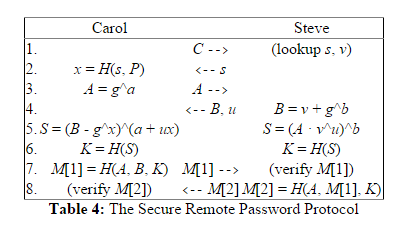 Carol Steve
1. C --> (lookup s, v)
2. x = H(s, P) <-- s
3. A = g^a A -->
4. <-- B, u B = v + g^b
5. S = (B - g^x)^(a + ux) S = (A · v^u)^b
6. K = H(S) K = H(S)
7. M[1] = H(A, B, K) M[1] --> (verify M[1])
8. (verify M[2]) <-- M[2] M[2] = H(A, M[1], K)
Table 4: The Secure Remote Password Protocol